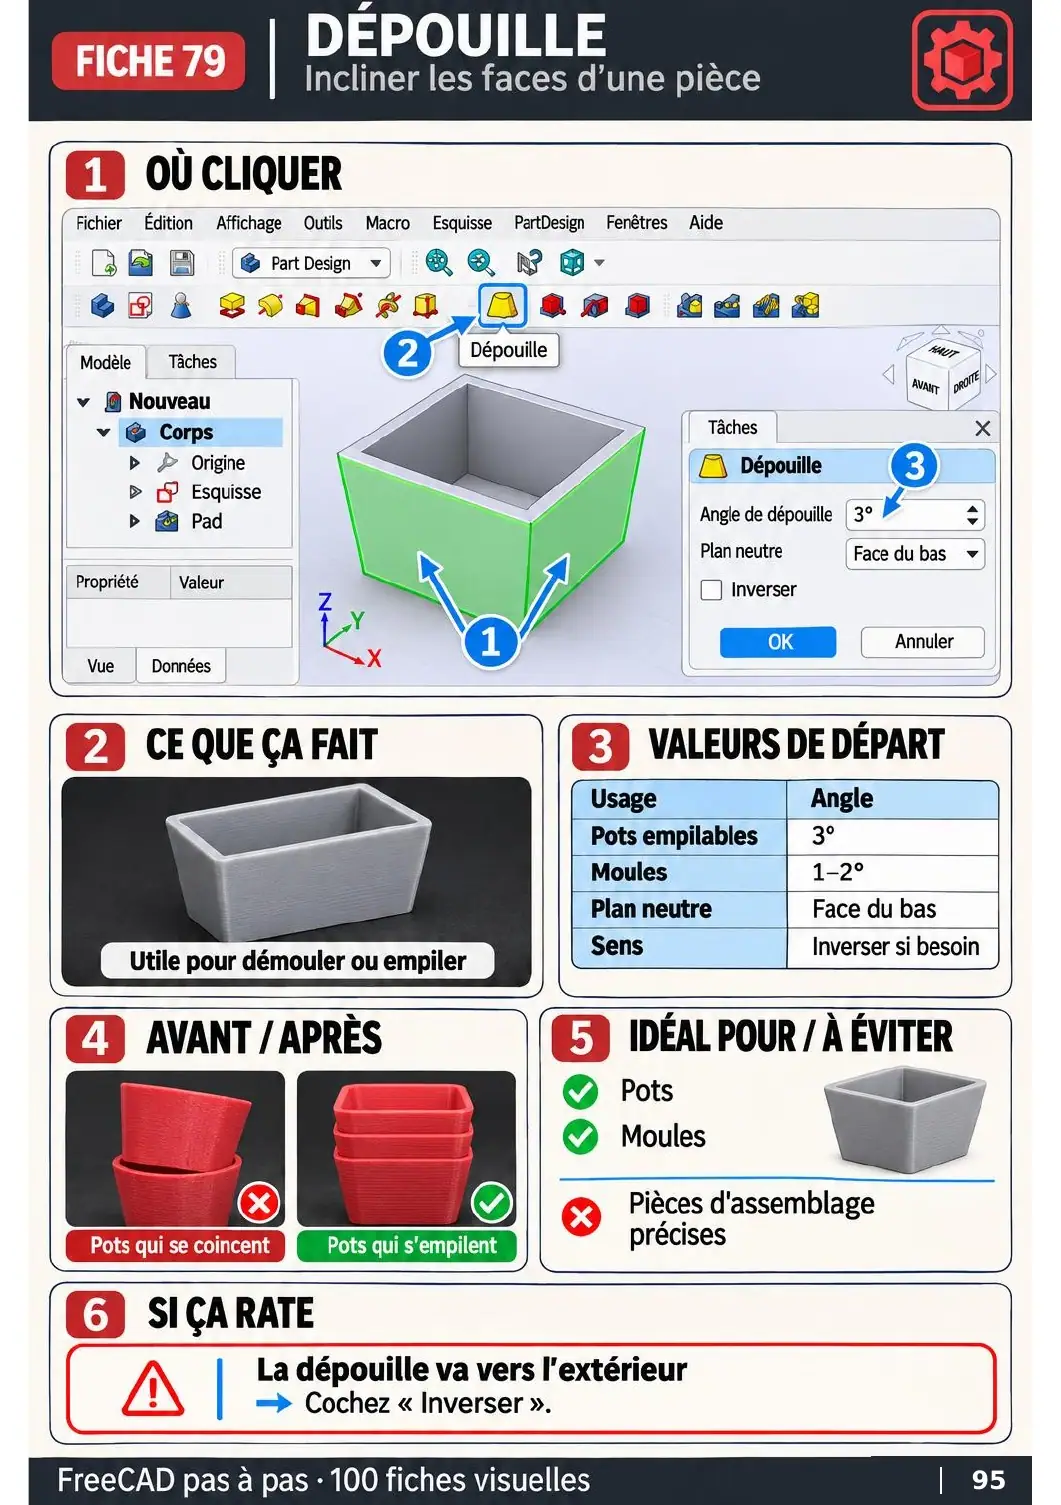 FICHE 79
DÉPOUILLE
Incliner les faces d'une pièce
1 OÙ CLIQUER
Fichier Édition Affichage Outils Macro Esquisse PartDesign Fenêtres Aide
Part Design
2
Dépouille
HAUT
AVANT
DROITE
Modèle Tâches
Nouveau
Corps
Origine
Esquisse
Pad
Propriété Valeur
Vue Données
Z
Y
X
1
Tâches
Dépouille
3
Angle de dépouille 3°
Plan neutre Face du bas
Inverser
OK Annuler
2 CE QUE ÇA FAIT
Utile pour démouler ou empiler
3 VALEURS DE DÉPART
Usage Angle
Pots empilables 3°
Moules 1–2°
Plan neutre Face du bas
Sens Inverser si besoin
4 AVANT / APRÈS
Pots qui se coincent
Pots qui s'empilent
5 IDÉAL POUR / À ÉVITER
Pots
Moules
Pièces d'assemblage
précises
6 SI ÇA RATE
La dépouille va vers l'extérieur
Cochez « Inverser ».
FreeCAD pas à pas · 100 fiches visuelles | 95